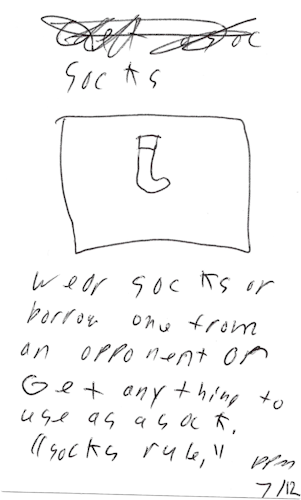 socks
wear socks or
borrow one from
an opponent or
Get anything to
use as a sock.
"socks rule,"
7/12